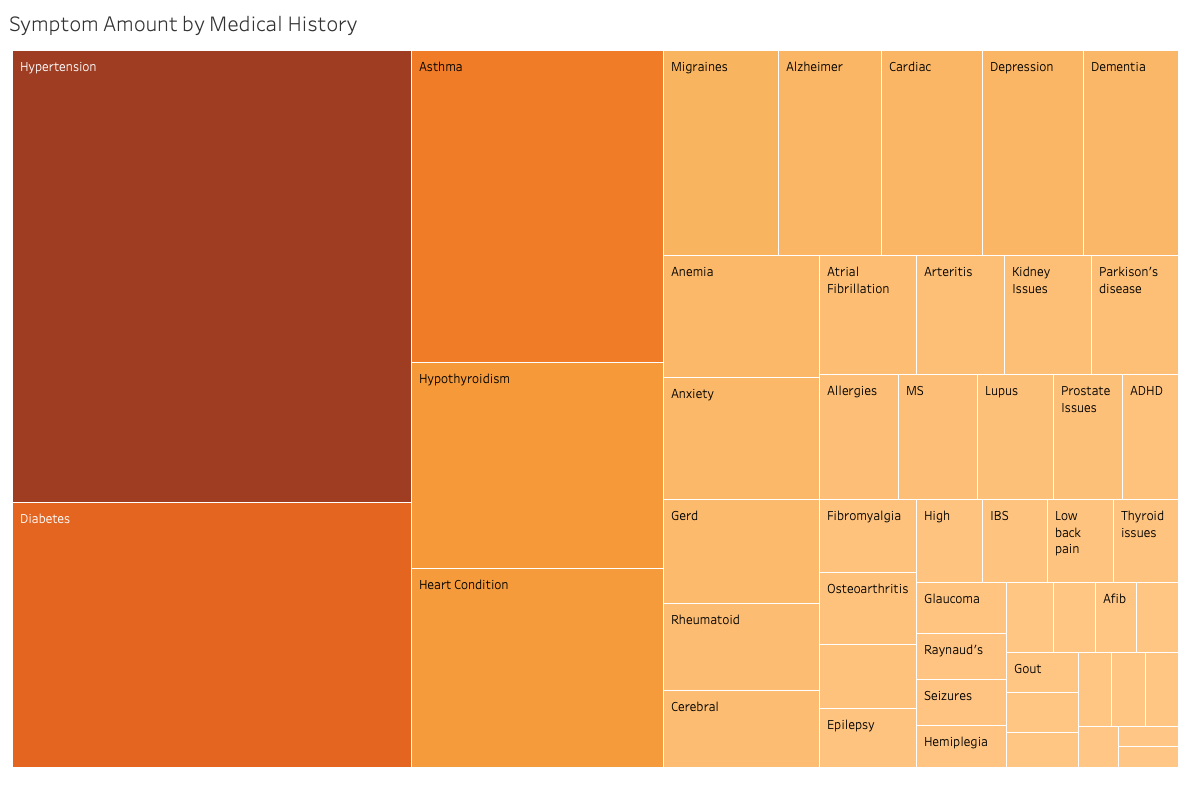 Symptom Amount by Medical History
Hypertension
Asthma
Migraines
Alzheimer
Cardiac
Depression
Dementia
Anemia
Atrial
Fibrillation
Arteritis
Kidney
Issues
Parkison's
disease
Hypothyroidism
Anxiety
Allergies
MS
Lupus
Prostate
Issues
ADHD
Diabetes
Gerd
Fibromyalgia
High
IBS
Low
back
pain
Thyroid
issues
Heart Condition
Osteoarthritis
Glaucoma
Afib
Rheumatoid
Raynaud's
Gout
Seizures
Cerebral
Epilepsy
Hemiplegia